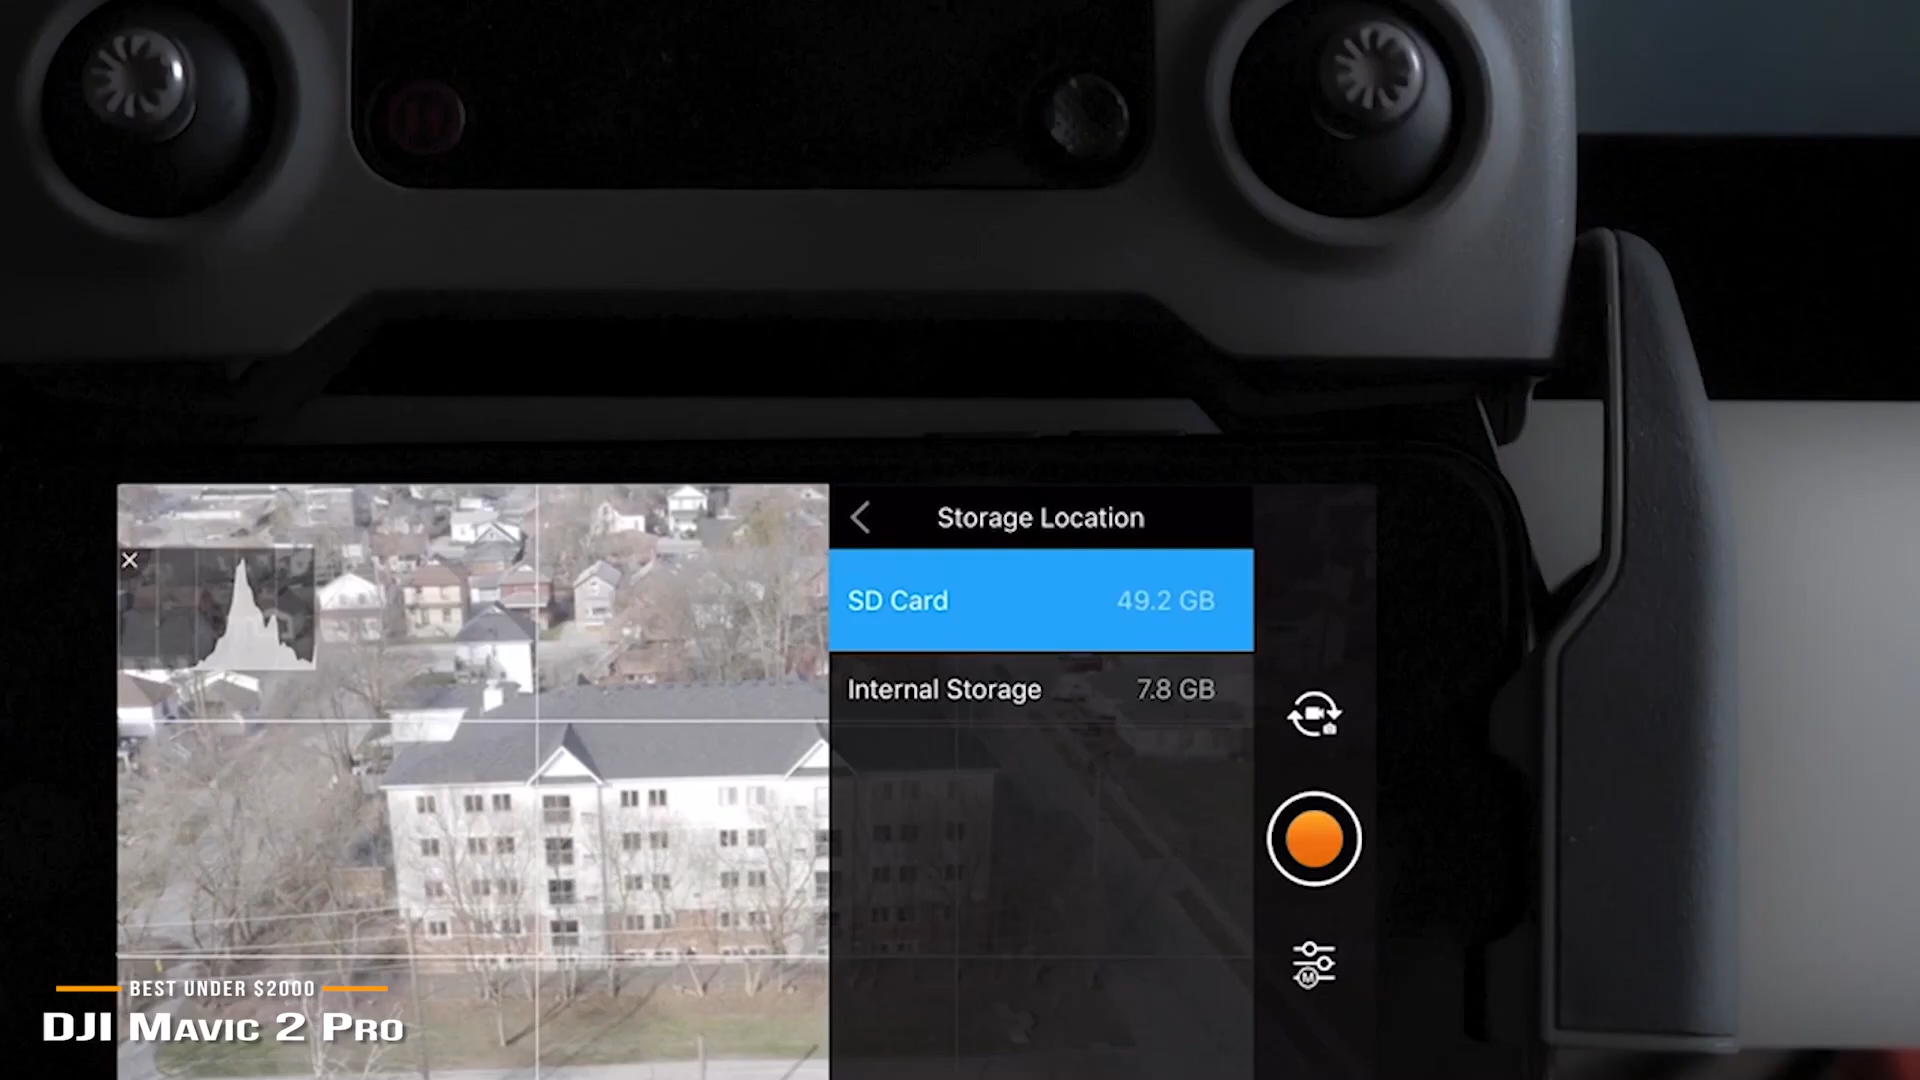 Storage Location
SD Card 49.2 GB
Internal Storage 7.8 GB
M
BEST UNDER $2000
DJI MAVIC 2 PRO